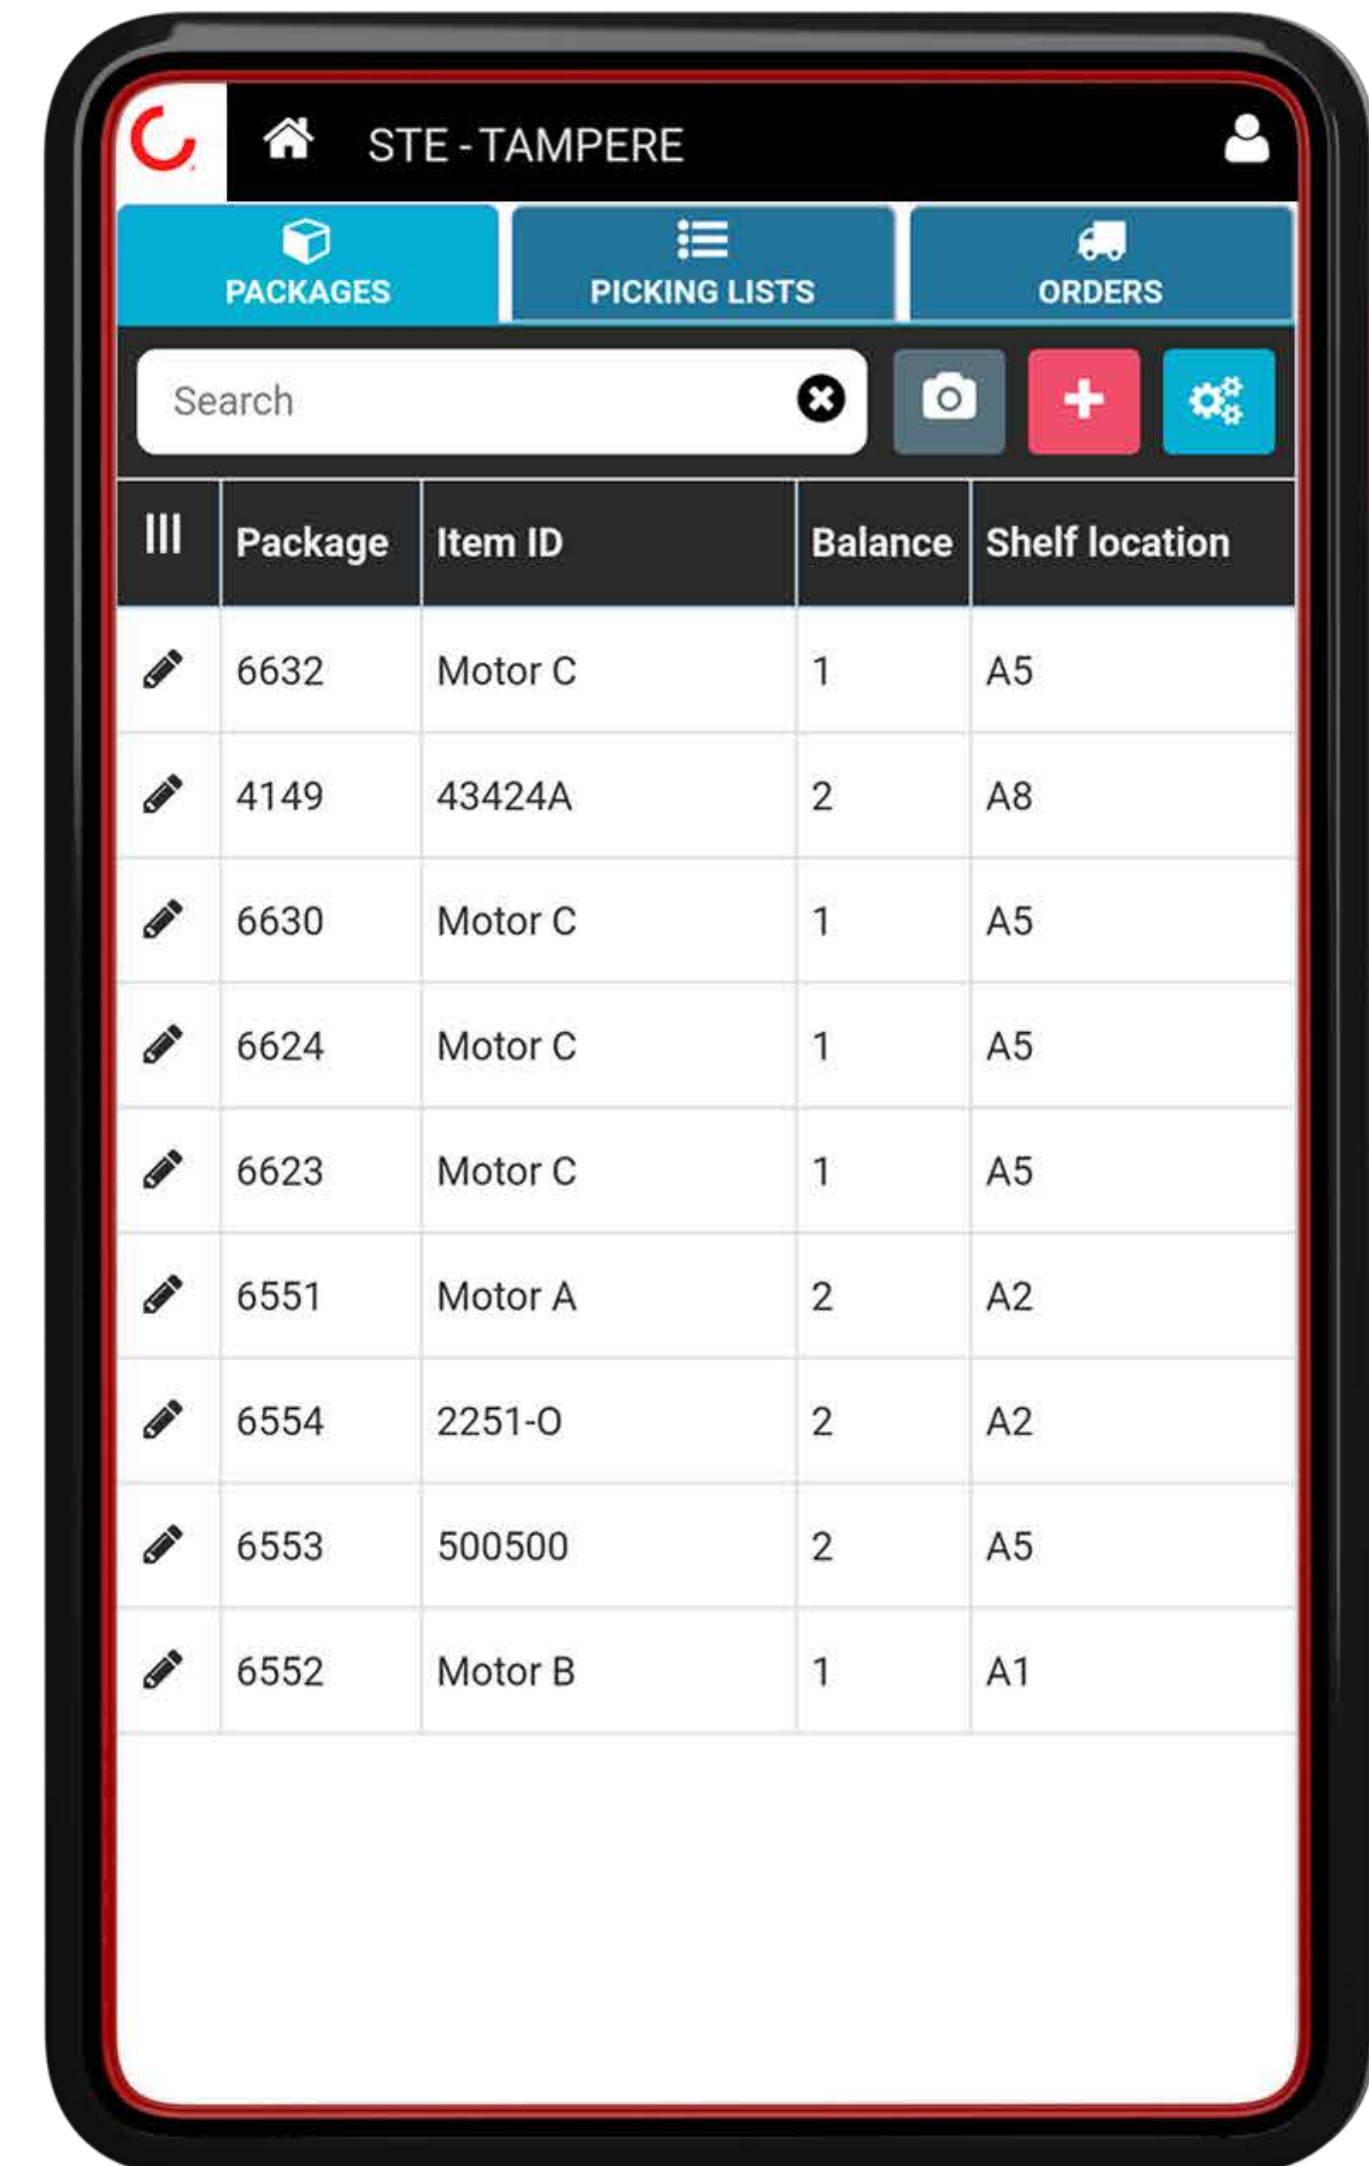 STE - TAMPERE
PACKAGES PICKING LISTS ORDERS
Search
Package Item ID Balance Shelf location
6632 Motor C 1 A5
4149 43424A 2 A8
6630 Motor C 1 A5
6624 Motor C 1 A5
6623 Motor C 1 A5
6551 Motor A 2 A2
6554 2251-O 2 A2
6553 500500 2 A5
6552 Motor B 1 A1